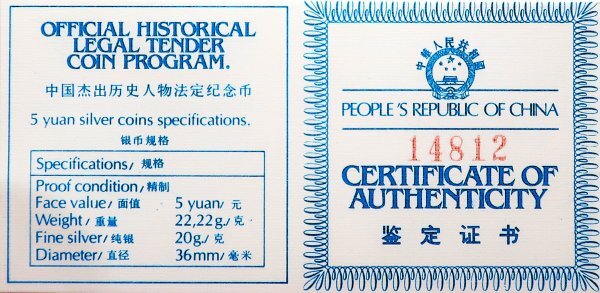 OFFICIAL HISTORICAL
LEGAL TENDER
COIN PROGRAM.
中国杰出历史人物法定纪念币
5 yuan silver coins specifications.
银币规格
Specifications/ 规格
Proof condition/精制
Face value/面值 5 yuan/元
Weight/重量 22,22g/克
Fine silver/纯银 20g/克
Diameter/直径 36mm/毫米
中华人民共和国
PEOPLE'S REPUBLIC OF CHINA
14812
CERTIFICATE OF
AUTHENTICITY
鉴定证书